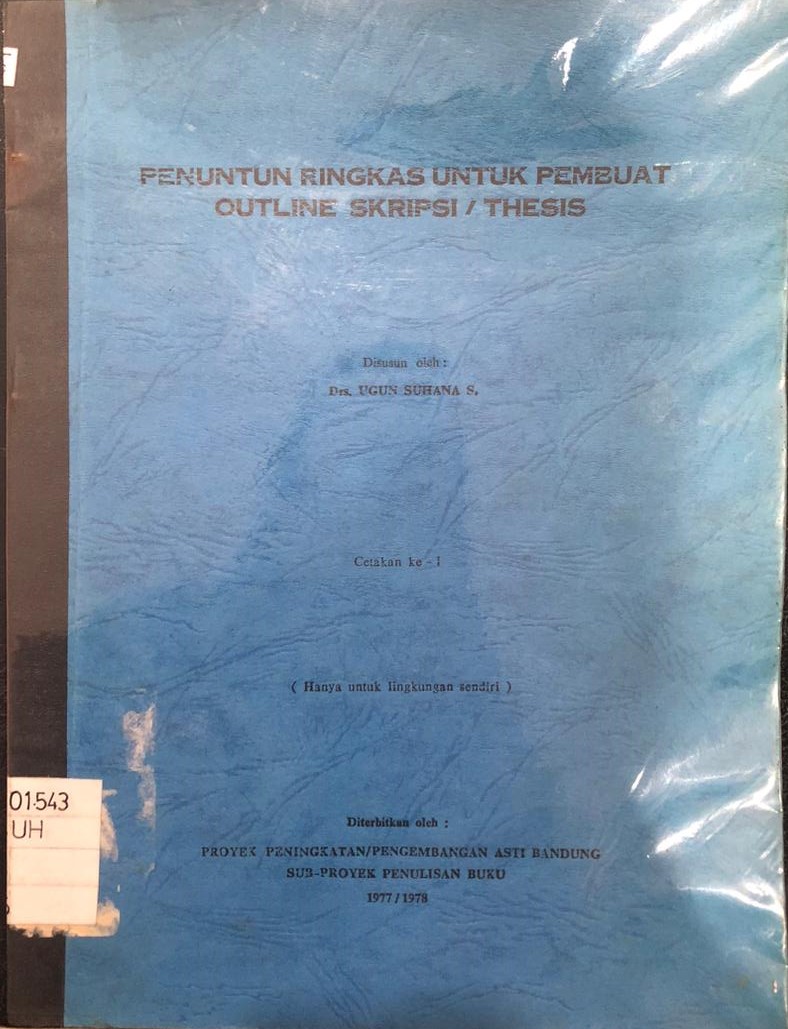 PENUNTUN RINGKAS UNTUK PEMBUAT
OUTLINE SKRIPSI / THESIS
Disusun oleh :
Drs. UGUN SUHANA S.
Cetakan ke - I
( Hanya untuk lingkungan sendiri )
01.543
UH
Diterbitkan oleh :
PROYEK PENINGKATAN/PENGEMBANGAN ASTI BANDUNG
SUB-PROYEK PENULISAN BUKU
1977 / 1978